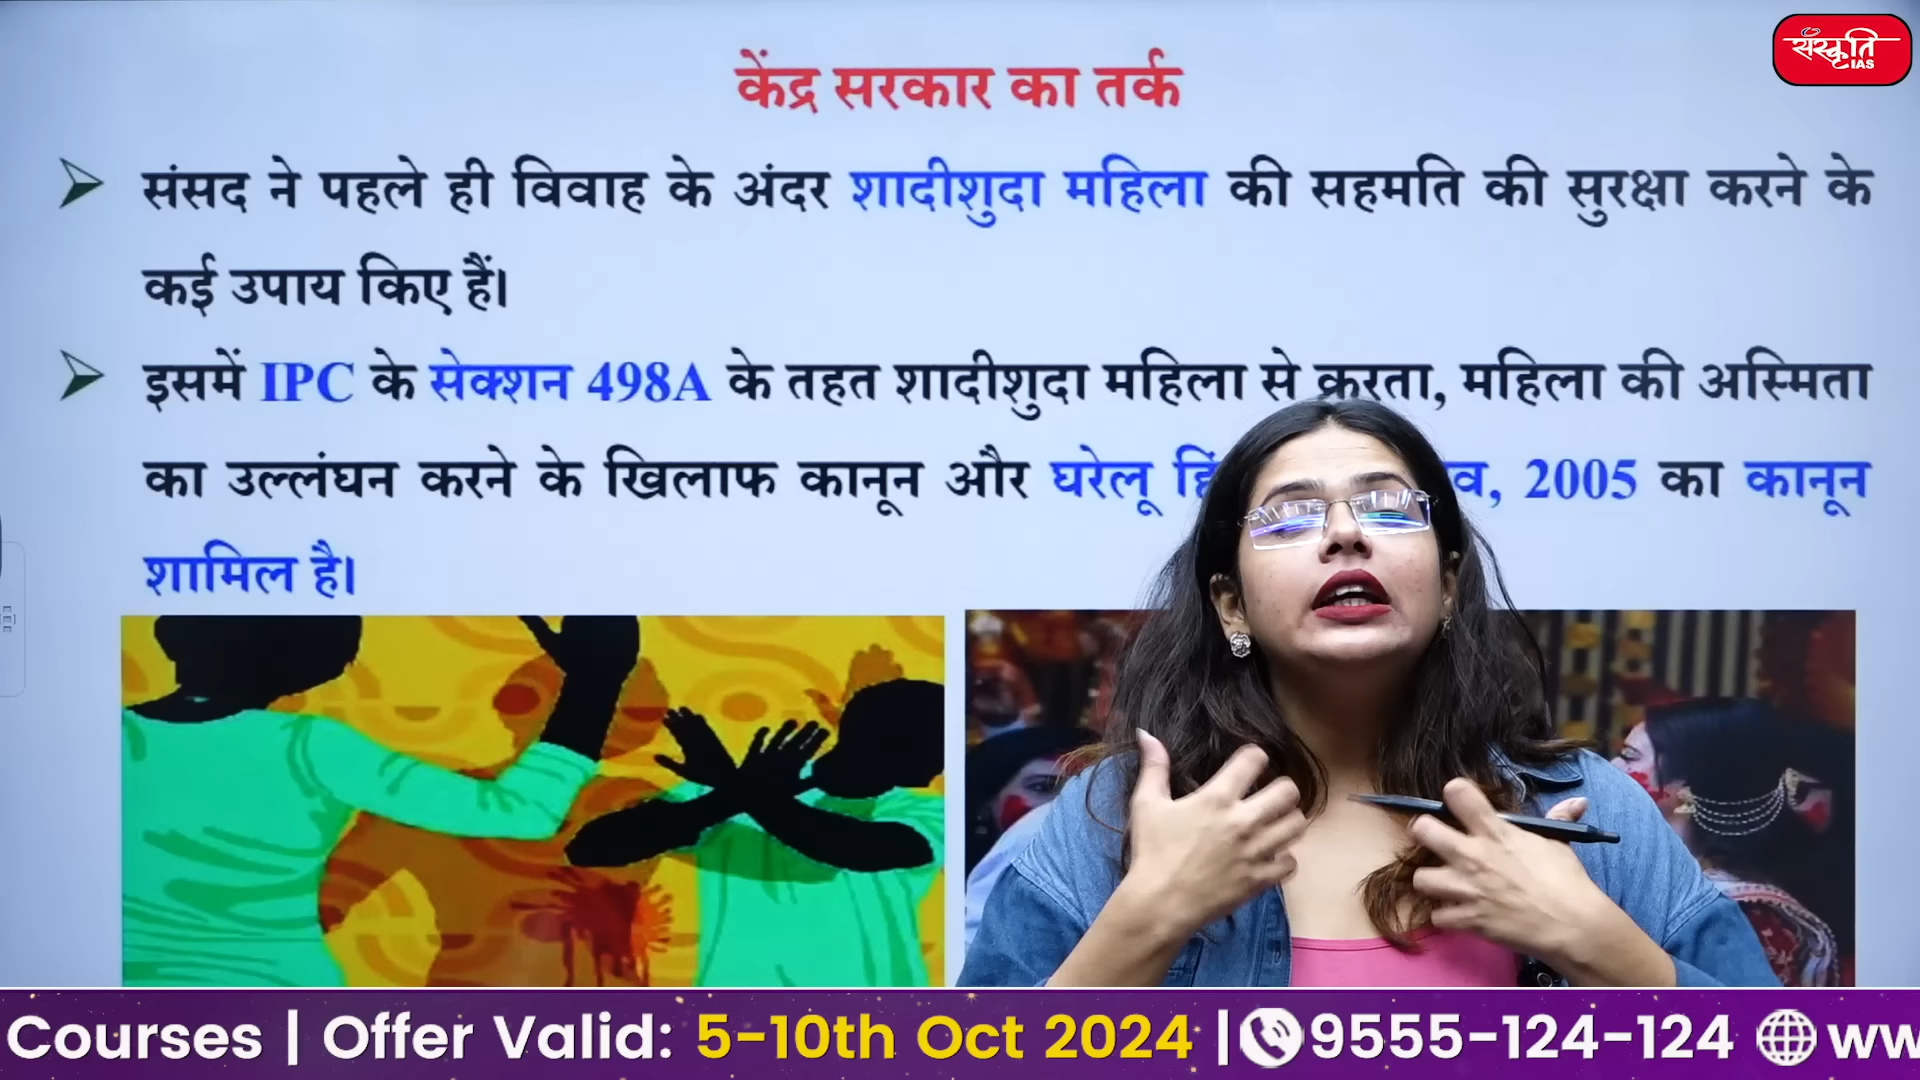 संस्कृति
IAS
केंद्र सरकार का तर्क
संसद ने पहले ही विवाह के अंदर शादीशुदा महिला की सहमति की सुरक्षा करने के
कई उपाय किए हैं।
इसमें IPC के सेक्शन 498A के तहत शादीशुदा महिला से क्रूरता, महिला की अस्मिता
का उल्लंघन करने के खिलाफ कानून और घरेलू 2005 का कानून
शामिल है।
Courses | Offer Valid: 5-10th Oct 2024 | 9555-124-124